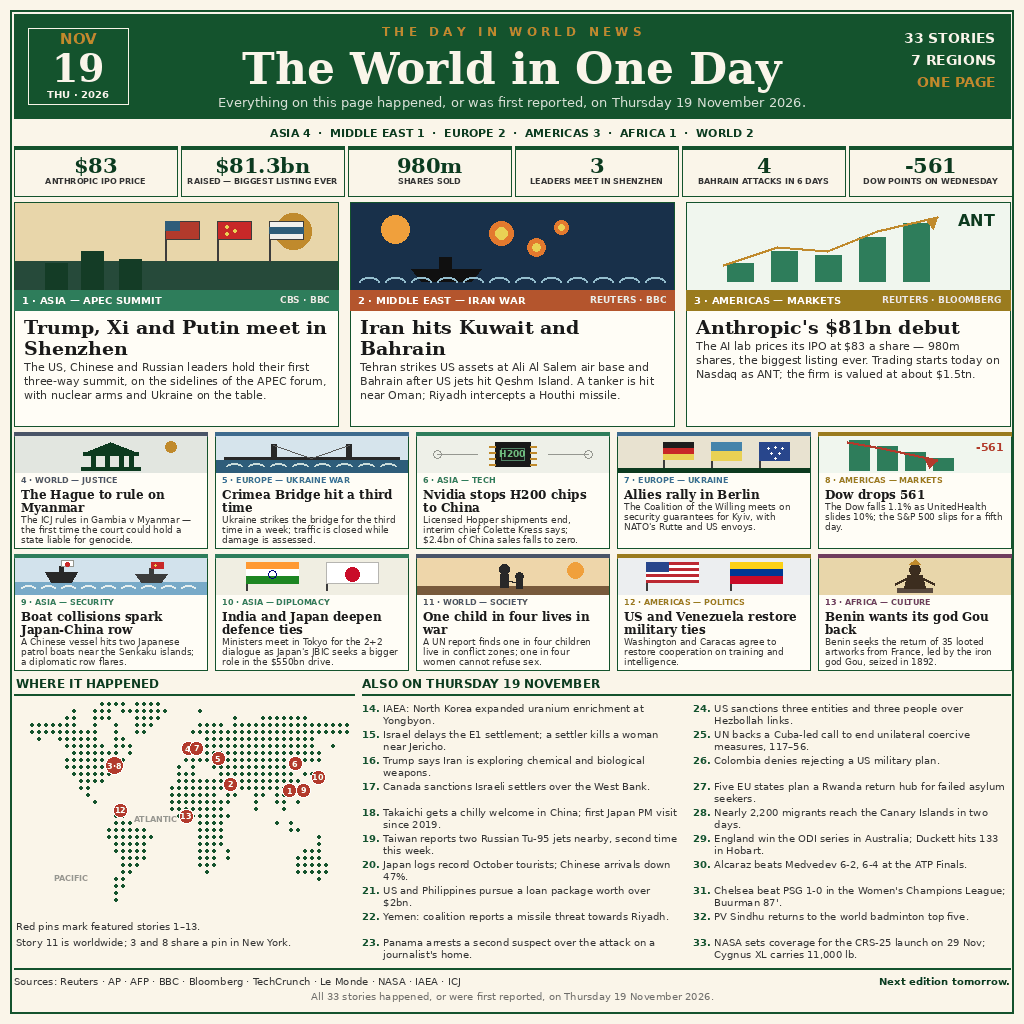 NOV
19
THU · 2026
THE DAY IN WORLD NEWS
The World in One Day
Everything on this page happened, or was first reported, on Thursday 19 November 2026.
33 STORIES
7 REGIONS
ONE PAGE
ASIA 4 · MIDDLE EAST 1 · EUROPE 2 · AMERICAS 3 · AFRICA 1 · WORLD 2
$83
ANTHROPIC IPO PRICE
$81.3bn
RAISED — BIGGEST LISTING EVER
980m
SHARES SOLD
3
LEADERS MEET IN SHENZHEN
4
BAHRAIN ATTACKS IN 6 DAYS
-561
DOW POINTS ON WEDNESDAY
1 · ASIA — APEC SUMMIT
CBS · BBC
Trump, Xi and Putin meet in
Shenzhen
The US, Chinese and Russian leaders hold their first
three-way summit, on the sidelines of the APEC forum,
with nuclear arms and Ukraine on the table.
2 · MIDDLE EAST — IRAN WAR
REUTERS · BBC
Iran hits Kuwait and
Bahrain
Tehran strikes US assets at Ali Al Salem air base and
Bahrain after US jets hit Qeshm Island. A tanker is hit
near Oman; Riyadh intercepts a Houthi missile.
ANT
3 · AMERICAS — MARKETS
REUTERS · BLOOMBERG
Anthropic's $81bn debut
The AI lab prices its IPO at $83 a share — 980m
shares, the biggest listing ever. Trading starts today on
Nasdaq as ANT; the firm is valued at about $1.5tn.
4 · WORLD — JUSTICE
The Hague to rule on
Myanmar
The ICJ rules in Gambia v Myanmar —
the first time the court could hold a
state liable for genocide.
5 · EUROPE — UKRAINE WAR
Crimea Bridge hit a third
time
Ukraine strikes the bridge for the third
time in a week; traffic is closed while
damage is assessed.
H200
6 · ASIA — TECH
Nvidia stops H200 chips
to China
Licensed Hopper shipments end,
interim chief Colette Kress says;
$2.4bn of China sales falls to zero.
7 · EUROPE — UKRAINE
Allies rally in Berlin
The Coalition of the Willing meets on
security guarantees for Kyiv, with
NATO's Rutte and US envoys.
-561
8 · AMERICAS — MARKETS
Dow drops 561
The Dow falls 1.1% as UnitedHealth
slides 10%; the S&P 500 slips for a fifth
day.
9 · ASIA — SECURITY
Boat collisions spark
Japan-China row
A Chinese vessel hits two Japanese
patrol boats near the Senkaku islands;
a diplomatic row flares.
10 · ASIA — DIPLOMACY
India and Japan deepen
defence ties
Ministers meet in Tokyo for the 2+2
dialogue as Japan's JBIC seeks a bigger
role in the $550bn drive.
11 · WORLD — SOCIETY
One child in four lives in
war
A UN report finds one in four children
live in conflict zones; one in four
women cannot refuse sex.
12 · AMERICAS — POLITICS
US and Venezuela restore
military ties
Washington and Caracas agree to
restore cooperation on training and
intelligence.
13 · AFRICA — CULTURE
Benin wants its god Gou
back
Benin seeks the return of 35 looted
artworks from France, led by the iron
god Gou, seized in 1892.
WHERE IT HAPPENED
4
7
5
3·8
6
2
10
1
9
12
13
ATLANTIC
PACIFIC
Red pins mark featured stories 1–13.
Story 11 is worldwide; 3 and 8 share a pin in New York.
ALSO ON THURSDAY 19 NOVEMBER
14. IAEA: North Korea expanded uranium enrichment at
Yongbyon.
15. Israel delays the E1 settlement; a settler kills a woman
near Jericho.
16. Trump says Iran is exploring chemical and biological
weapons.
17. Canada sanctions Israeli settlers over the West Bank.
18. Takaichi gets a chilly welcome in China; first Japan PM visit
since 2019.
19. Taiwan reports two Russian Tu-95 jets nearby, second time
this week.
20. Japan logs record October tourists; Chinese arrivals down
47%.
21. US and Philippines pursue a loan package worth over
$2bn.
22. Yemen: coalition reports a missile threat towards Riyadh.
23. Panama arrests a second suspect over the attack on a
journalist's home.
24. US sanctions three entities and three people over
Hezbollah links.
25. UN backs a Cuba-led call to end unilateral coercive
measures, 117–56.
26. Colombia denies rejecting a US military plan.
27. Five EU states plan a Rwanda return hub for failed asylum
seekers.
28. Nearly 2,200 migrants reach the Canary Islands in two
days.
29. England win the ODI series in Australia; Duckett hits 133
in Hobart.
30. Alcaraz beats Medvedev 6-2, 6-4 at the ATP Finals.
31. Chelsea beat PSG 1-0 in the Women's Champions League;
Buurman 87'.
32. PV Sindhu returns to the world badminton top five.
33. NASA sets coverage for the CRS-25 launch on 29 Nov;
Cygnus XL carries 11,000 lb.
Sources: Reuters · AP · AFP · BBC · Bloomberg · TechCrunch · Le Monde · NASA · IAEA · ICJ
Next edition tomorrow.
All 33 stories happened, or were first reported, on Thursday 19 November 2026.